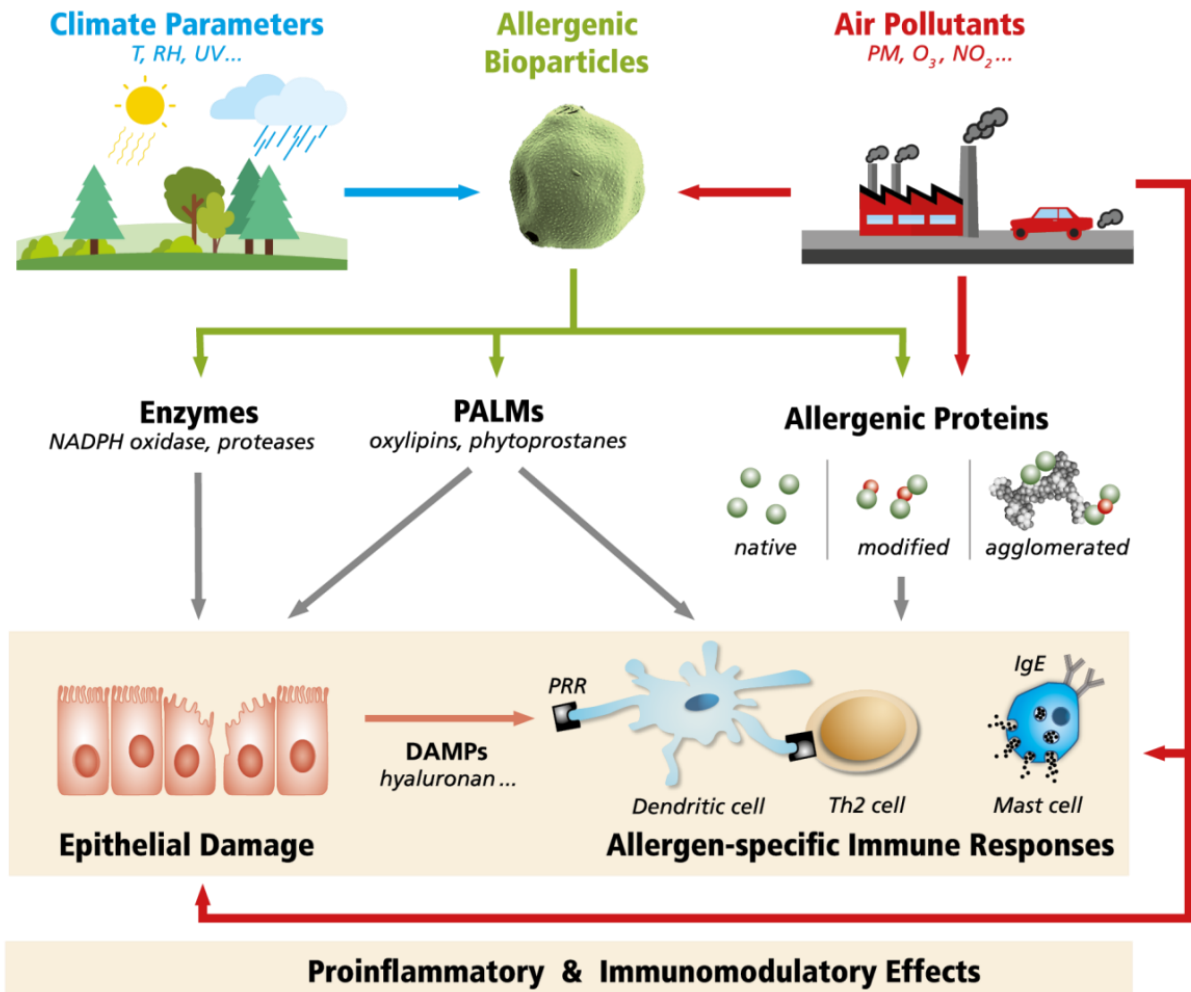 Climate Parameters
T, RH, UV...
Allergenic
Bioparticles
Air Pollutants
PM, O₃, NO₂...
Enzymes
NADPH oxidase, proteases
PALMs
oxylipins, phytoprostanes
Allergenic Proteins
native
modified
agglomerated
PRR
IgE
DAMPs
hyaluronan ...
Dendritic cell
Th2 cell
Mast cell
Epithelial Damage
Allergen-specific Immune Responses
Proinflammatory & Immunomodulatory Effects